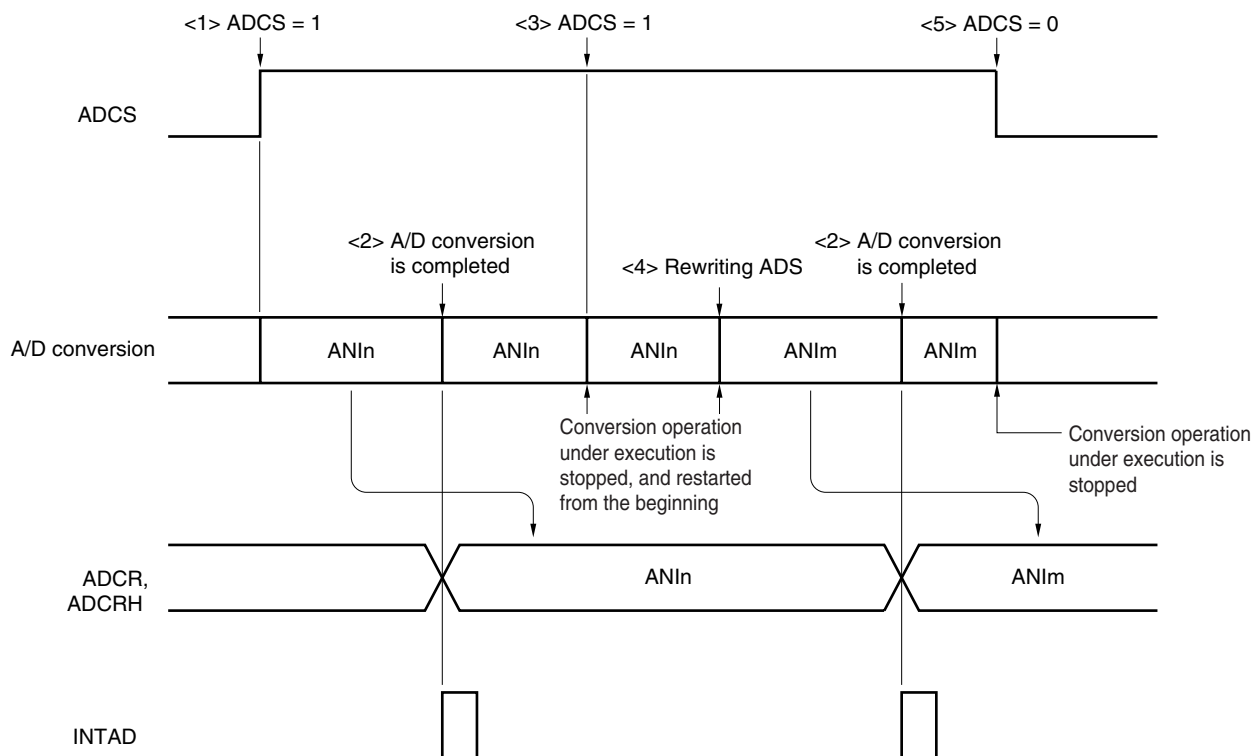 <1> ADCS = 1
<3> ADCS = 1
<5> ADCS = 0
ADCS
<2> A/D conversion
is completed
<4> Rewriting ADS
<2> A/D conversion
is completed
A/D conversion
ANIn
ANIn
ANIn
ANIm
ANIm
Conversion operation
under execution is
stopped, and restarted
from the beginning
Conversion operation
under execution is
stopped
ADCR,
ADCRH
ANIn
ANIm
INTAD